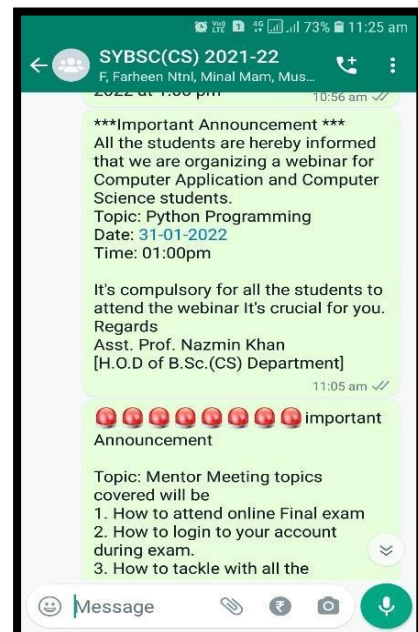 73% 11:25 am
SYBSC(CS) 2021-22
F, Farheen Ntnl, Minal Mam, Mus...
2022 at 1:00 pm
10:56 am
***Important Announcement ***
All the students are hereby informed
that we are organizing a webinar for
Computer Application and Computer
Science students.
Topic: Python Programming
Date: 31-01-2022
Time: 01:00pm
It's compulsory for all the students to
attend the webinar It's crucial for you.
Regards
Asst. Prof. Nazmin Khan
[H.O.D of B.Sc.(CS) Department]
11:05 am
important
Announcement
Topic: Mentor Meeting topics
covered will be
1. How to attend online Final exam
2. How to login to your account
during exam.
3. How to tackle with all the
Message